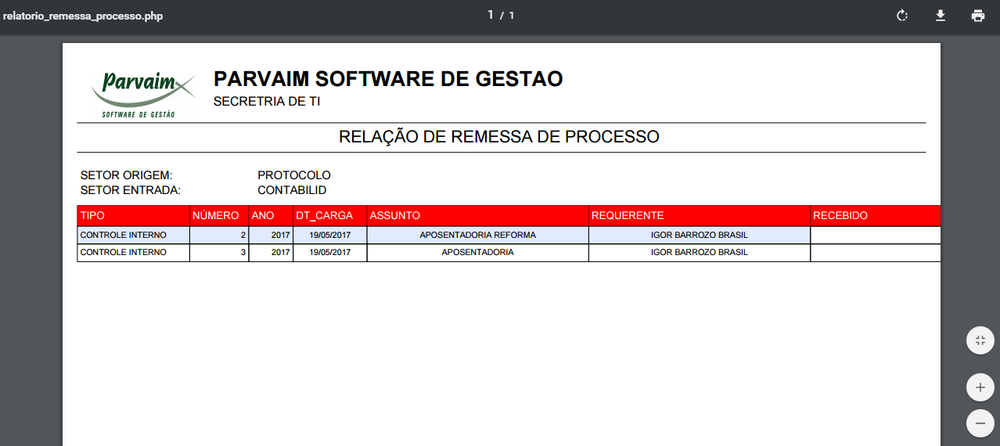 relatorio_remessa_processo.php
1 / 1
Parvaim
SOFTWARE DE GESTÃO
PARVAIM SOFTWARE DE GESTAO
SECRETRIA DE TI
RELAÇÃO DE REMESSA DE PROCESSO
SETOR ORIGEM: PROTOCOLO
SETOR ENTRADA: CONTABILID
TIPO NÚMERO ANO DT_CARGA ASSUNTO REQUERENTE RECEBIDO
CONTROLE INTERNO 2 2017 19/05/2017 APOSENTADORIA REFORMA IGOR BARROZO BRASIL
CONTROLE INTERNO 3 2017 19/05/2017 APOSENTADORIA IGOR BARROZO BRASIL